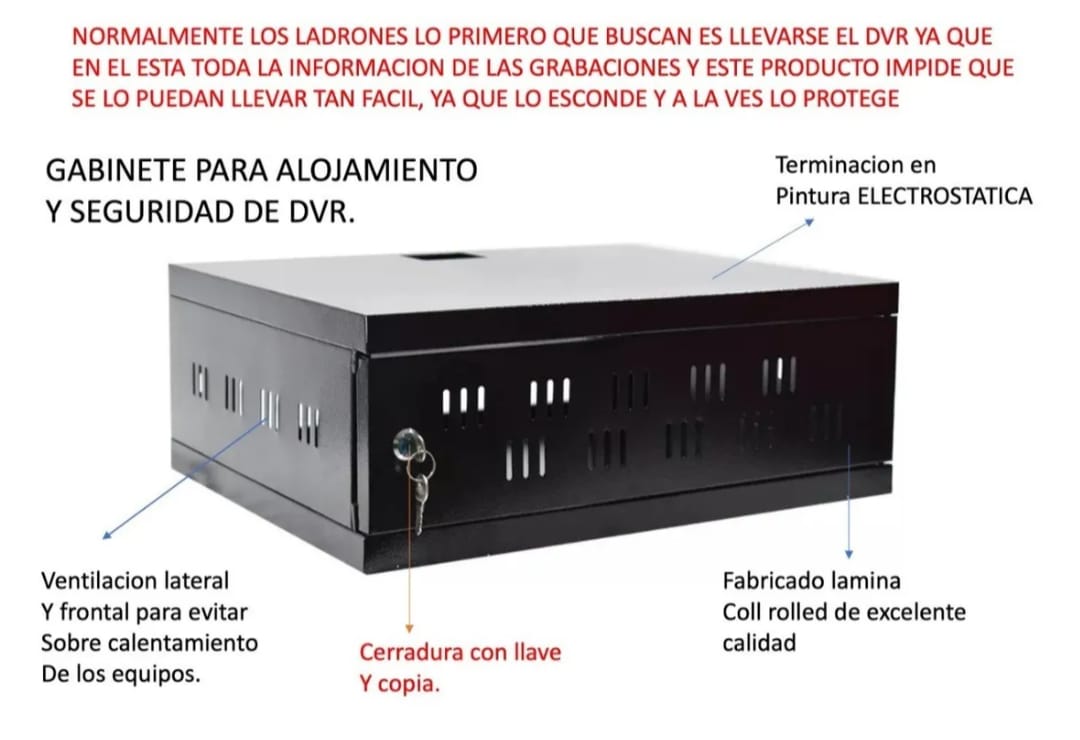 NORMALMENTE LOS LADRONES LO PRIMERO QUE BUSCAN ES LLEVARSE EL DVR YA QUE
EN EL ESTA TODA LA INFORMACION DE LAS GRABACIONES Y ESTE PRODUCTO IMPIDE QUE
SE LO PUEDAN LLEVAR TAN FACIL, YA QUE LO ESCONDE Y A LA VES LO PROTEGE
GABINETE PARA ALOJAMIENTO
Y SEGURIDAD DE DVR.
Terminacion en
Pintura ELECTROSTATICA
Ventilacion lateral
Y frontal para evitar
Sobre calentamiento
De los equipos.
Cerradura con llave
Y copia.
Fabricado lamina
Coll rolled de excelente
calidad